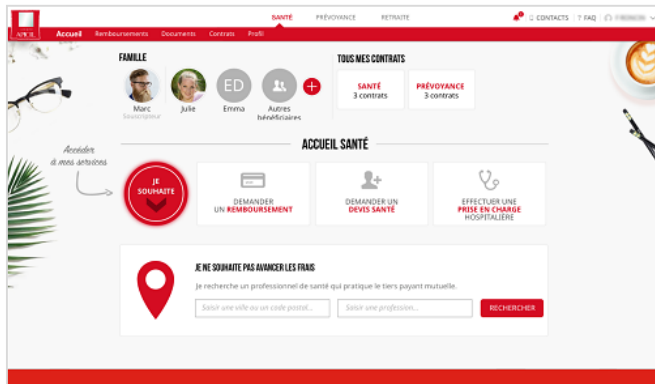 SANTÉ PRÉVOYANCE RETRAITE
CONTACTS ? FAQ
APICIL Accueil Remboursements Documents Contrats Profil
FAMILLE
TOUS MES CONTRATS
ED
SANTÉ
3 contrats
PRÉVOYANCE
3 contrats
Marc
Souscripteur
Julie
Emma
Autres
bénéficiaires
ACCUEIL SANTÉ
Accéder
à mes services
JE
SOUHAITE
DEMANDER
UN REMBOURSEMENT
DEMANDER UN
DEVIS SANTÉ
EFFECTUER UNE
PRISE EN CHARGE
HOSPITALIÈRE
JE NE SOUHAITE PAS AVANCER LES FRAIS
Je recherche un professionnel de santé qui pratique le tiers payant mutuelle.
Saisir une ville ou un code postal...
Saisir une profession...
RECHERCHER